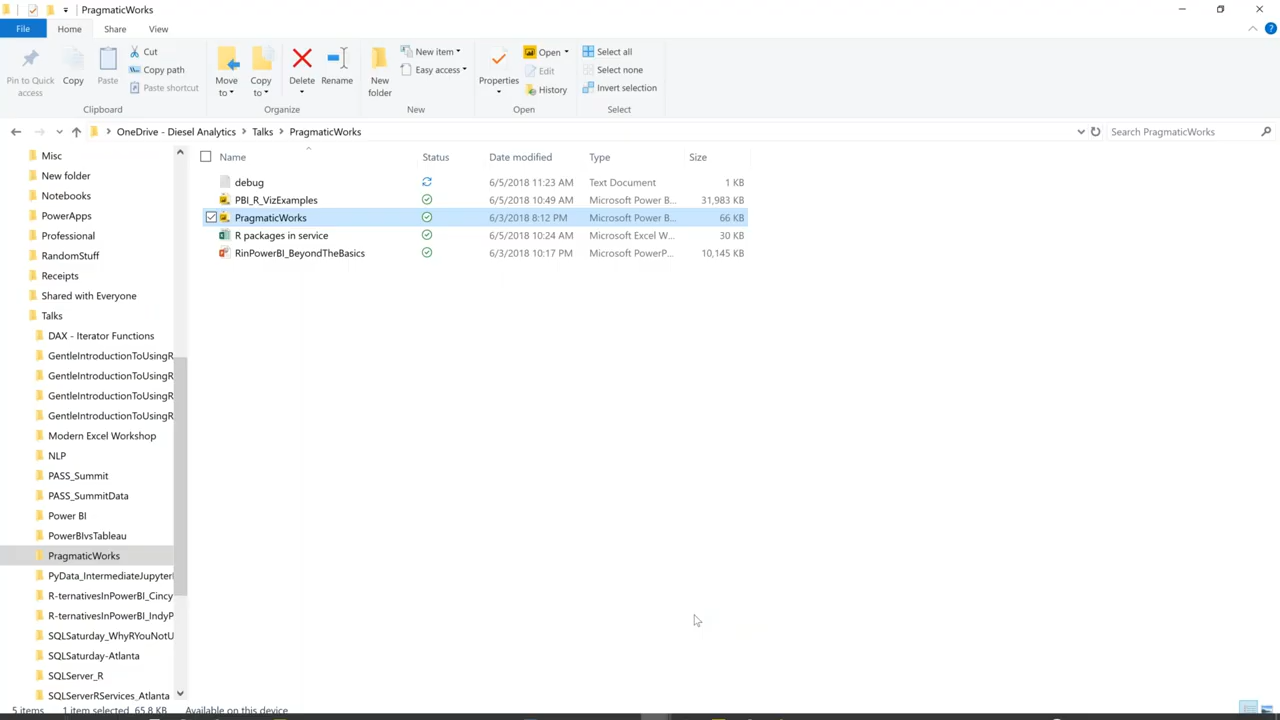 PragmaticWorks
File Home Share View
Pin to Quick access
Copy
Paste
Cut
Copy path
Paste shortcut
Clipboard
Move to
Copy to
Delete
Rename
Organize
New folder
New item
Easy access
New
Properties
Open
Edit
History
Open
Select all
Select none
Invert selection
Select
OneDrive - Diesel Analytics > Talks > PragmaticWorks
Search PragmaticWorks
Name Status Date modified Type Size
debug 6/5/2018 11:23 AM Text Document 1 KB
PBI_R_VizExamples 6/5/2018 10:49 AM Microsoft Power B... 31,983 KB
PragmaticWorks 6/3/2018 8:12 PM Microsoft Power B... 66 KB
R packages in service 6/5/2018 10:24 AM Microsoft Excel W... 30 KB
RinPowerBI_BeyondTheBasics 6/3/2018 10:17 PM Microsoft PowerP... 10,145 KB
Misc
New folder
Notebooks
PowerApps
Professional
RandomStuff
Receipts
Shared with Everyone
Talks
DAX - Iterator Functions
GentleIntroductionToUsingR
GentleIntroductionToUsingR
GentleIntroductionToUsingR
GentleIntroductionToUsingR
Modern Excel Workshop
NLP
PASS_Summit
PASS_SummitData
Power BI
PowerBIvsTableau
PragmaticWorks
PyData_IntermediateJupyter
R-ternativesInPowerBI_Cincy
R-ternativesInPowerBI_IndyP
SQLSaturday_WhyRYouNotU
SQLSaturday-Atlanta
SQLServer_R
SQLServerRServices_Atlanta
5 items 1 item selected 65.8 KB Available on this device